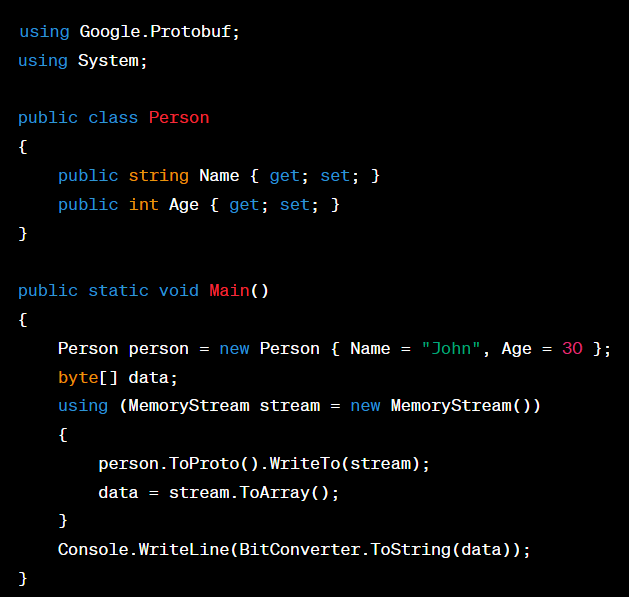 using Google.Protobuf;
using System;
public class Person
{
    public string Name { get; set; }
    public int Age { get; set; }
}
public static void Main()
{
    Person person = new Person { Name = "John", Age = 30 };
    byte[] data;
    using (MemoryStream stream = new MemoryStream())
    {
        person.ToProto().WriteTo(stream);
        data = stream.ToArray();
    }
    Console.WriteLine(BitConverter.ToString(data));
}